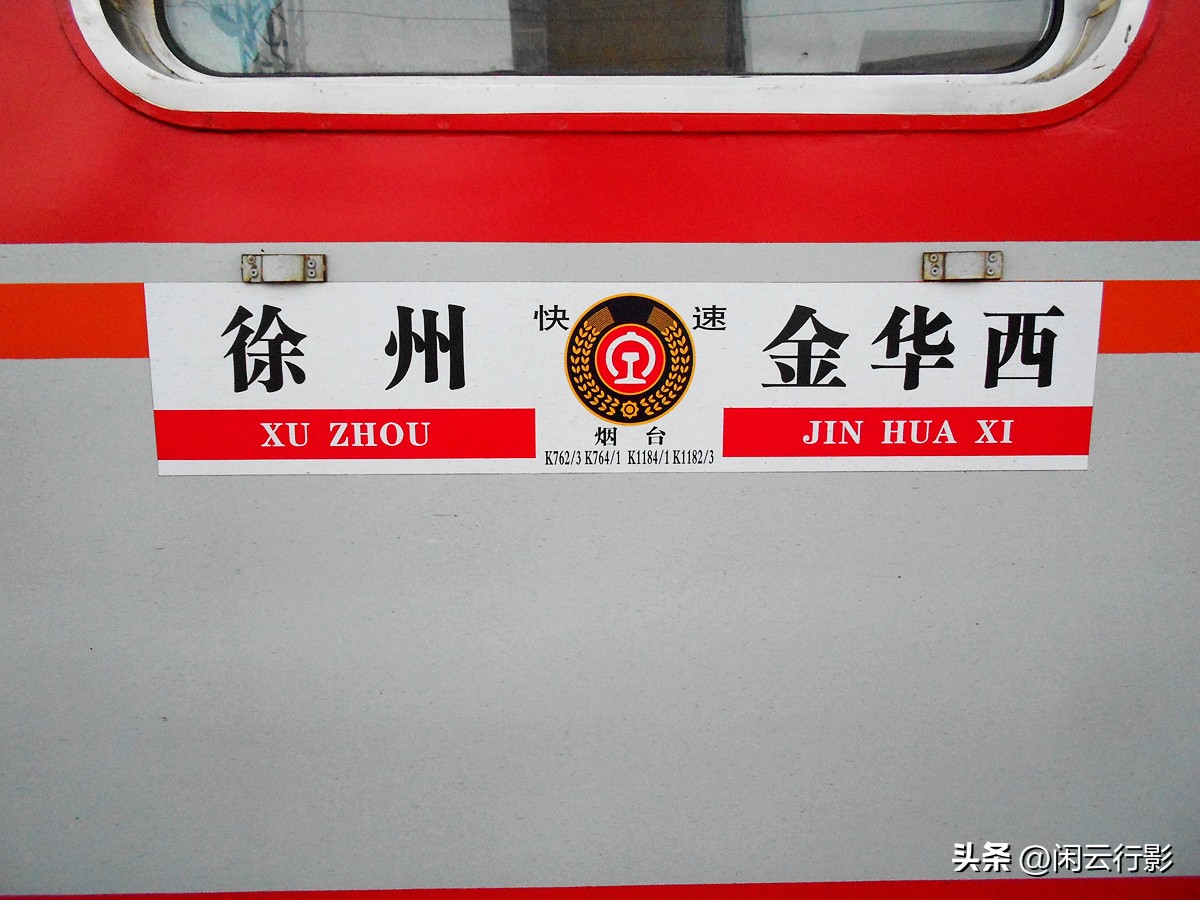 徐州
XU ZHOU
快速
烟台
K762/3 K764/1 K1184/1 K1182/3
金华西
JIN HUA XI
头条 @闲云行影